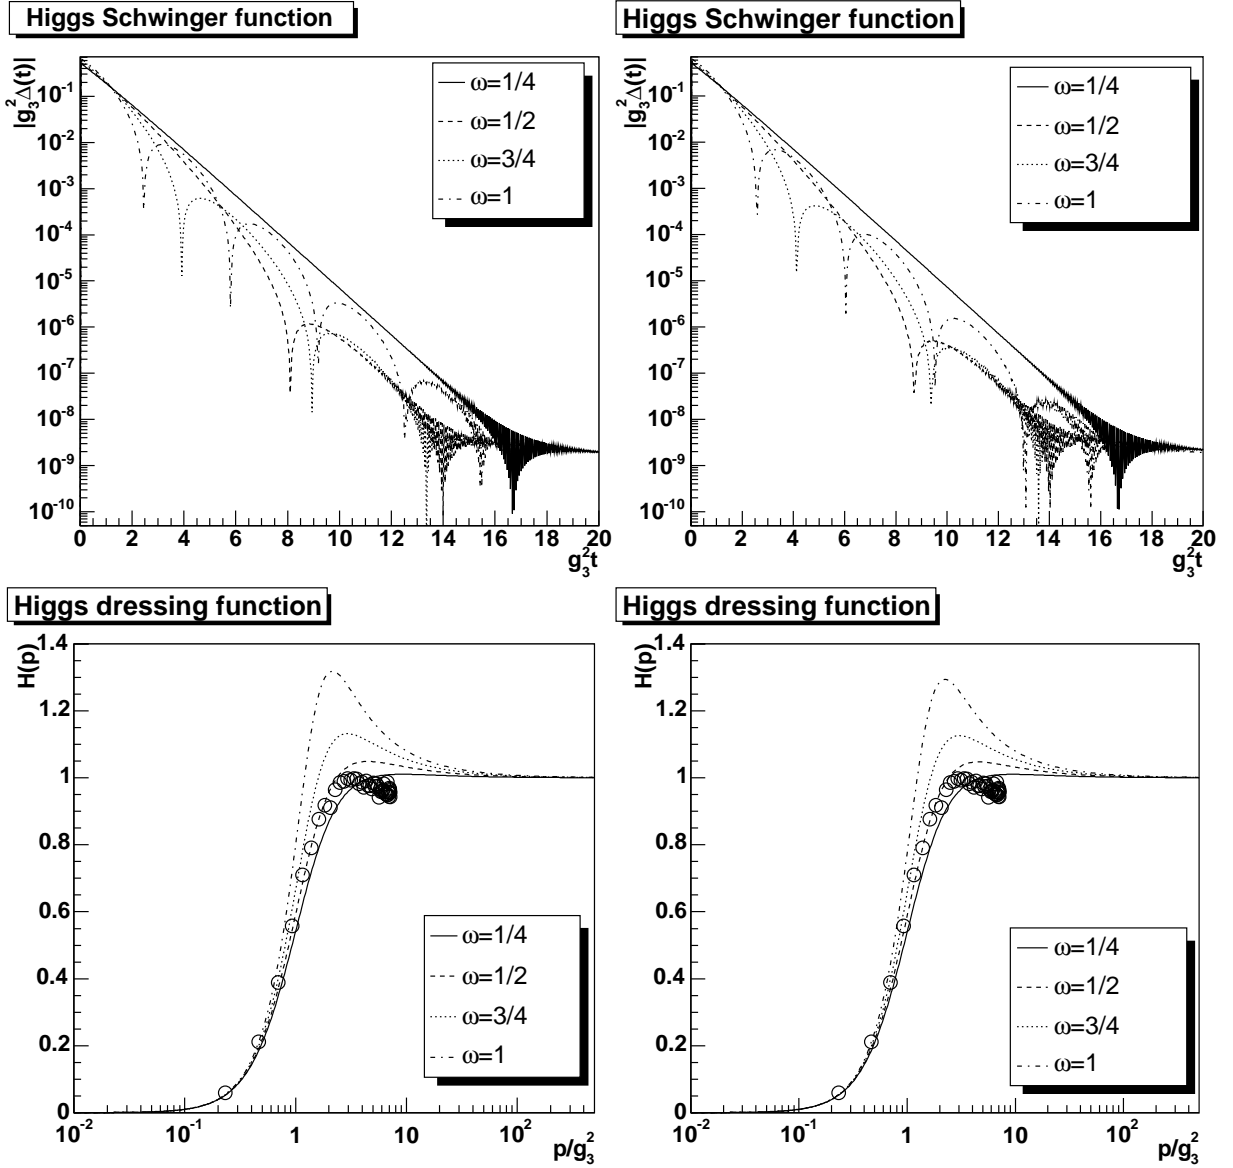 Higgs Schwinger function
|g₃²Δ(t)|
10⁻¹
10⁻²
10⁻³
10⁻⁴
10⁻⁵
10⁻⁶
10⁻⁷
10⁻⁸
10⁻⁹
10⁻¹⁰
ω=1/4
ω=1/2
ω=3/4
ω=1
0 2 4 6 8 10 12 14 16 18 20
g₃²t
Higgs Schwinger function
|g₃²Δ(t)|
10⁻¹
10⁻²
10⁻³
10⁻⁴
10⁻⁵
10⁻⁶
10⁻⁷
10⁻⁸
10⁻⁹
10⁻¹⁰
ω=1/4
ω=1/2
ω=3/4
ω=1
0 2 4 6 8 10 12 14 16 18 20
g₃²t
Higgs dressing function
H(p)
1.4
1.2
1
0.8
0.6
0.4
0.2
0
ω=1/4
ω=1/2
ω=3/4
ω=1
10⁻² 10⁻¹ 1 10 10²
p/g₃²
Higgs dressing function
H(p)
1.4
1.2
1
0.8
0.6
0.4
0.2
0
ω=1/4
ω=1/2
ω=3/4
ω=1
10⁻² 10⁻¹ 1 10 10²
p/g₃²